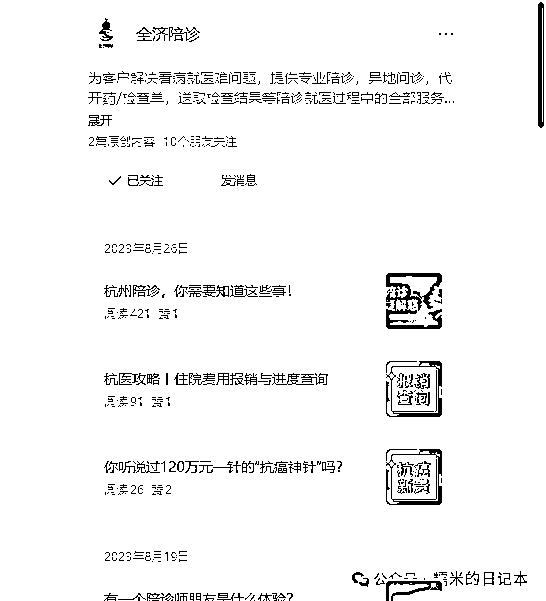 全济陪诊
为客户解决看病就医难问题，提供专业陪诊，异地问诊，代
开药/检查单，送取检查结果等陪诊就医过程中的全部服务...
展开
2篇原创内容 10个朋友关注
已关注 发消息
2023年8月26日
杭州陪诊，你需要知道这些事！
阅读421 赞1
杭医攻略丨住院费用报销与进度查询
阅读91 赞1
报销
查询
你听说过120万元一针的“抗癌神针”吗？
阅读26 赞2
抗癌
新贵
2023年8月19日
有一个陪诊师朋友是什么体验？
公众号 · 糯米的日记本